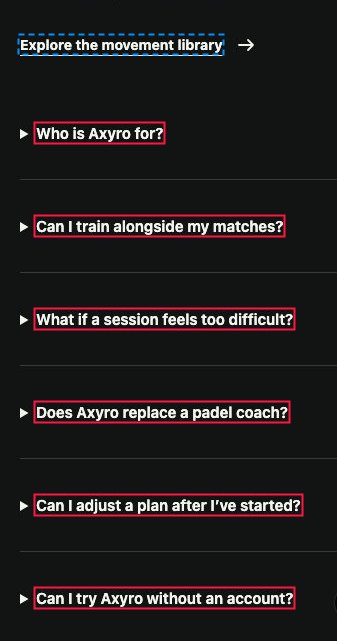 Explore the movement library →
Who is Axyro for?
Can I train alongside my matches?
What if a session feels too difficult?
Does Axyro replace a padel coach?
Can I adjust a plan after I’ve started?
Can I try Axyro without an account?